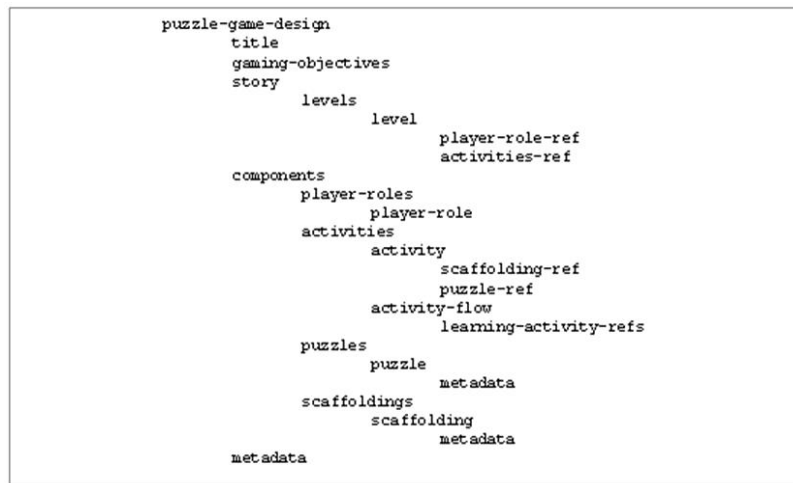 puzzle-game-design
title
gaming-objectives
story
levels
level
player-role-ref
activities-ref
components
player-roles
player-role
activities
activity
scaffolding-ref
puzzle-ref
activity-flow
learning-activity-refs
puzzles
puzzle
metadata
scaffoldings
scaffolding
metadata
metadata